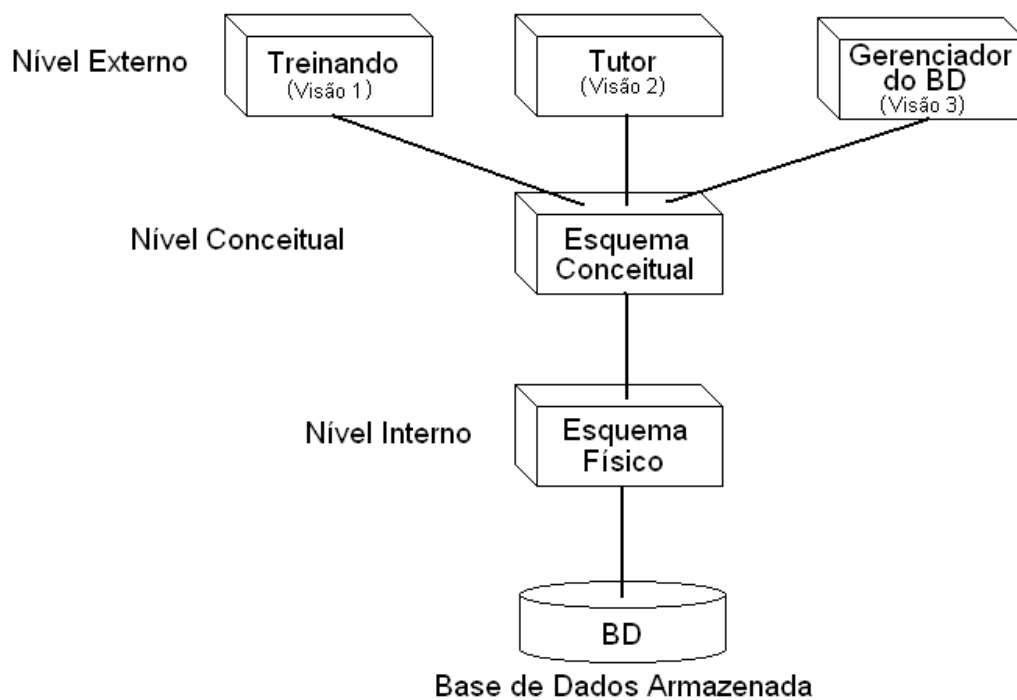 Nível Externo
Treinando
(Visão 1)
Tutor
(Visão 2)
Gerenciador
do BD
(Visão 3)
Nível Conceitual
Esquema
Conceitual
Nível Interno
Esquema
Físico
BD
Base de Dados Armazenada